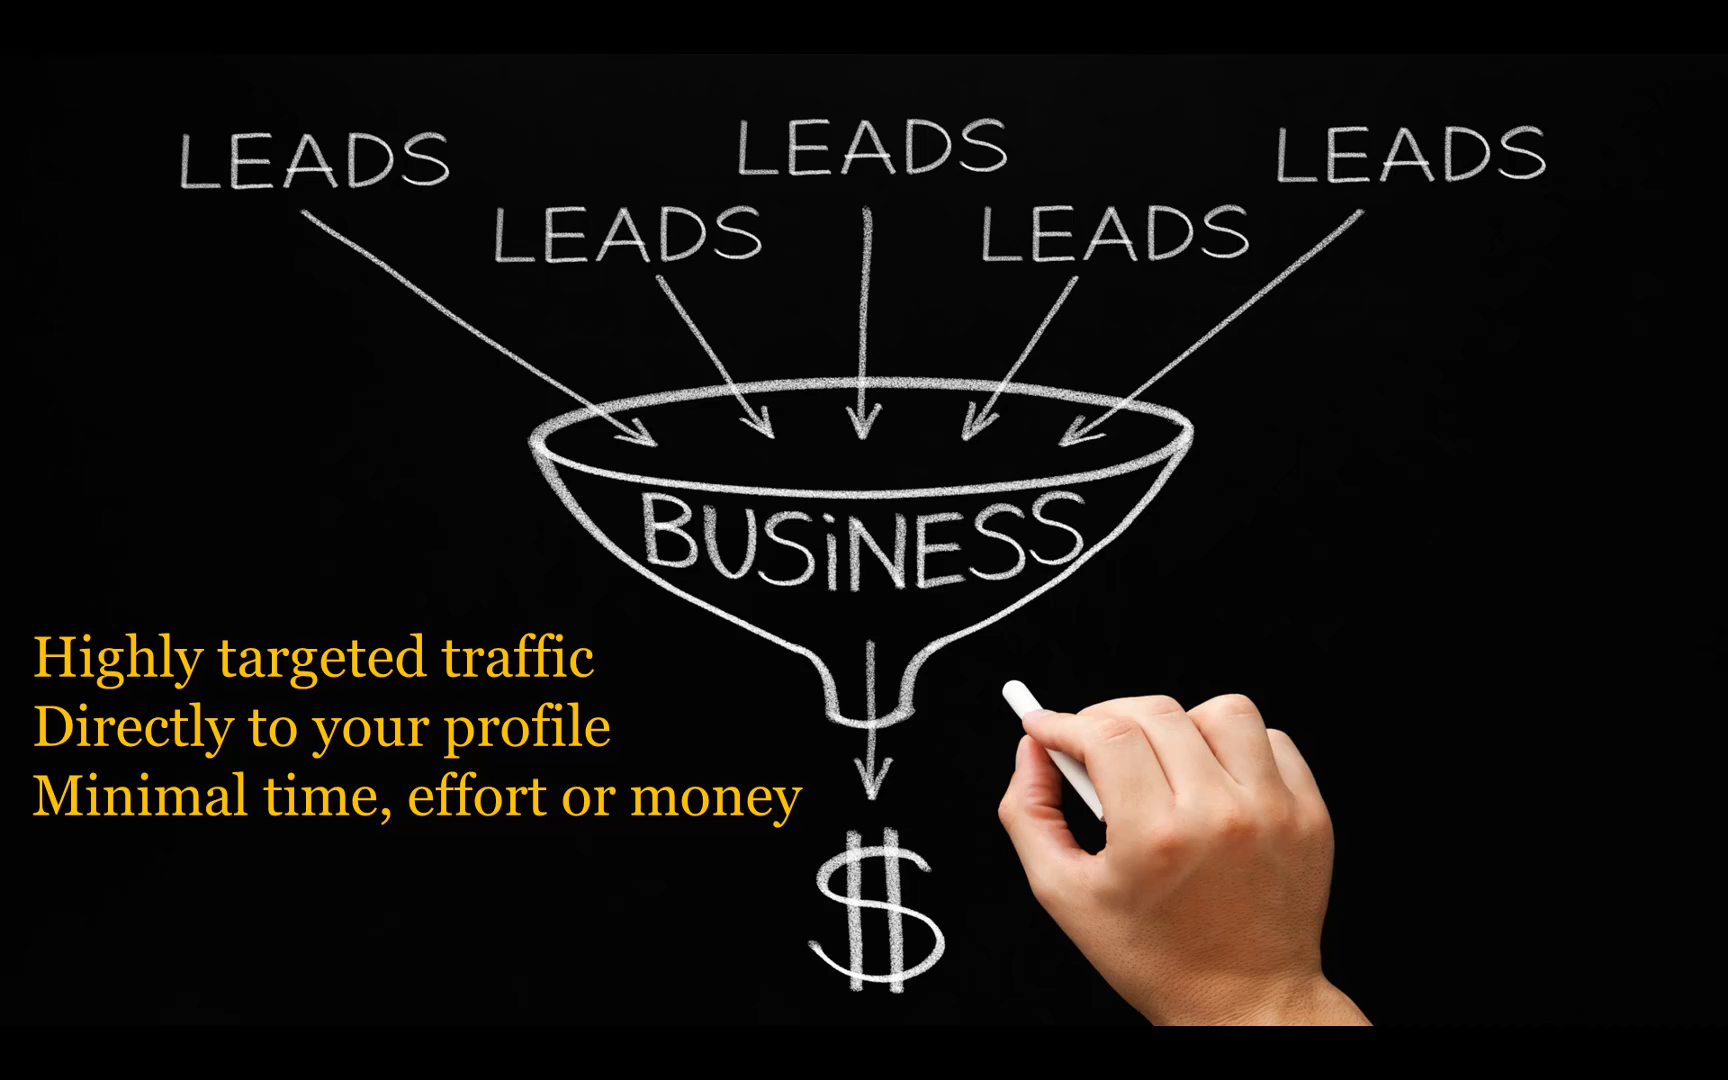 LEADS LEADS LEADS
LEADS LEADS
BUSiNESS
Highly targeted traffic
Directly to your profile
Minimal time, effort or money
$